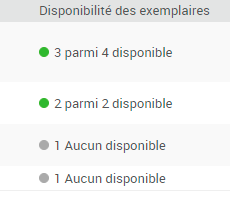 Disponibilité des exemplaires
3 parmi 4 disponible
2 parmi 2 disponible
1 Aucun disponible
1 Aucun disponible